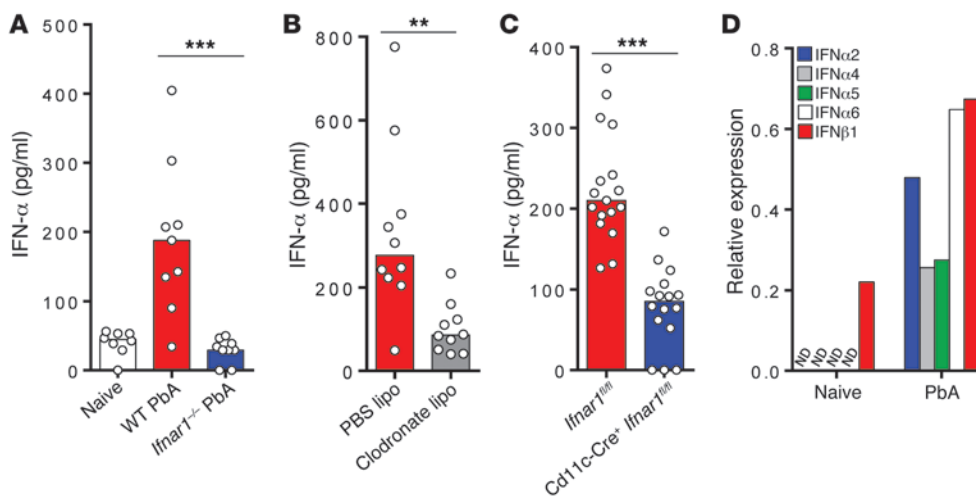 A
IFN-α (pg/ml)
500
400
300
200
100
0
***
Naive
WT PbA
Ifnar1⁻/⁻ PbA
B
IFN-α (pg/ml)
800
600
400
200
0
**
PBS lipo
Clodronate lipo
C
IFN-α (pg/ml)
400
300
200
100
0
***
Ifnar1fl/fl
Cd11c-Cre⁺ Ifnar1fl/fl
D
Relative expression
0.8
0.6
0.4
0.2
0.0
IFNα2
IFNα4
IFNα5
IFNα6
IFNβ1
ND ND ND ND
Naive
PbA